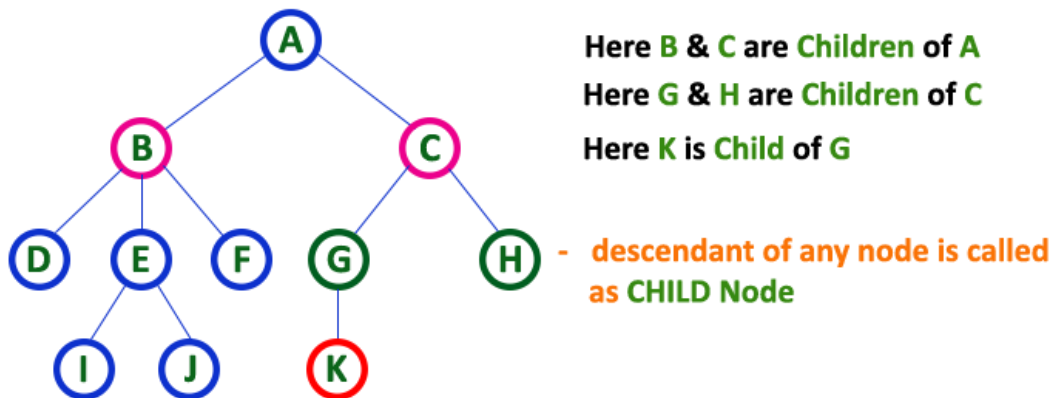 A
Here B & C are Children of A
Here G & H are Children of C
B
C
Here K is Child of G
D
E
F
G
H
- descendant of any node is called
as CHILD Node
I
J
K